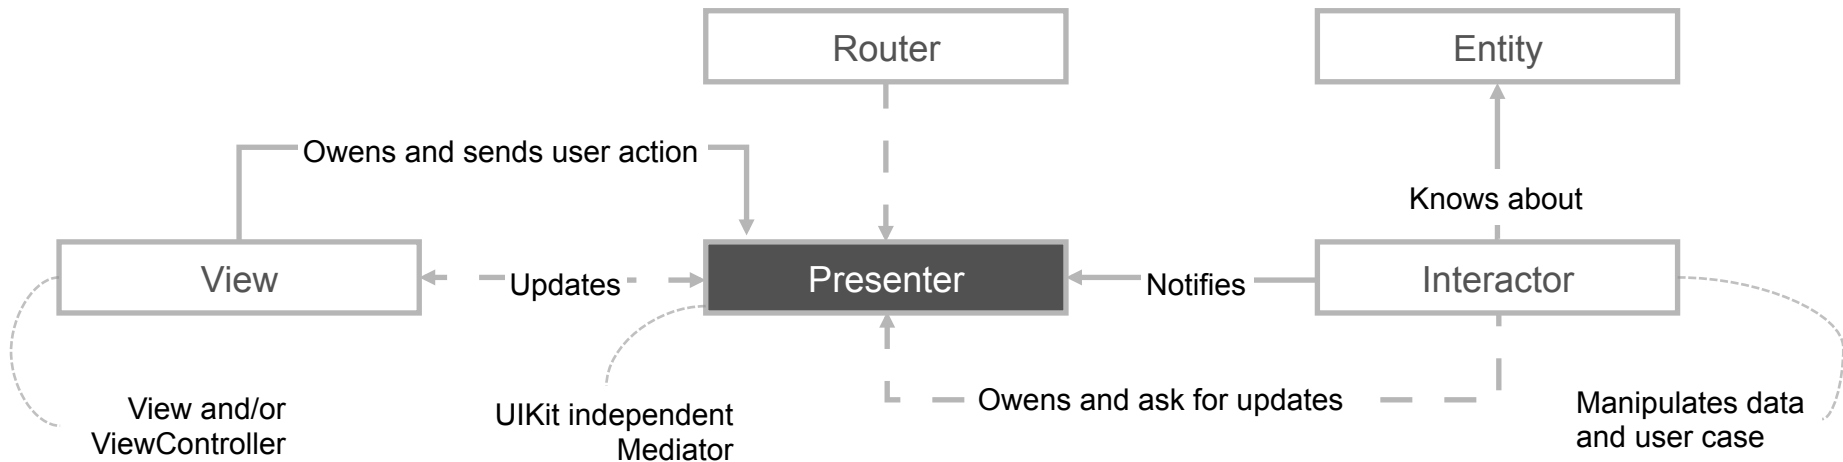 Router
Entity
Owens and sends user action
Knows about
View
Updates
Presenter
Notifies
Interactor
View and/or
ViewController
UIKit independent
Mediator
Owens and ask for updates
Manipulates data
and user case